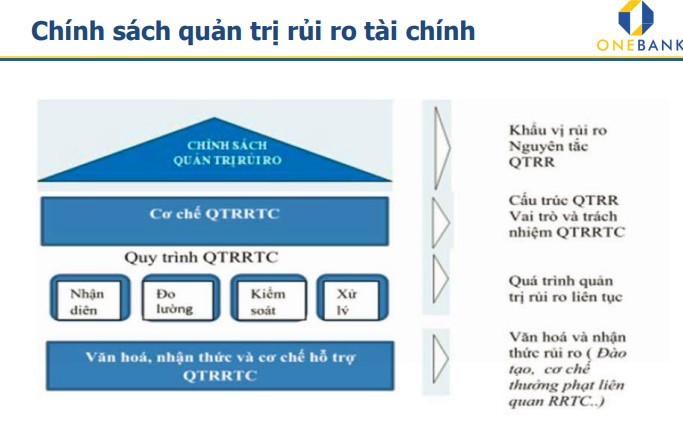 Chính sách quản trị rủi ro tài chính
ONEBANK
CHÍNH SÁCH
QUẢN TRỊ RỦI RO
Khẩu vị rủi ro
Nguyên tắc
QTRR
Cơ chế QTRRTC
Cấu trúc QTRR
Vai trò và trách
nhiệm QTRRTC
Quy trình QTRRTC
Nhận
diên
Đo
lường
Kiểm
soát
Xử
lý
Quá trình quản
trị rủi ro liên tục
Văn hoá, nhận thức và cơ chế hỗ trợ
QTRRTC
Văn hoá và nhận
thức rủi ro ( Đào
tạo, cơ chế
thưởng phạt liên
quan RRTC..)